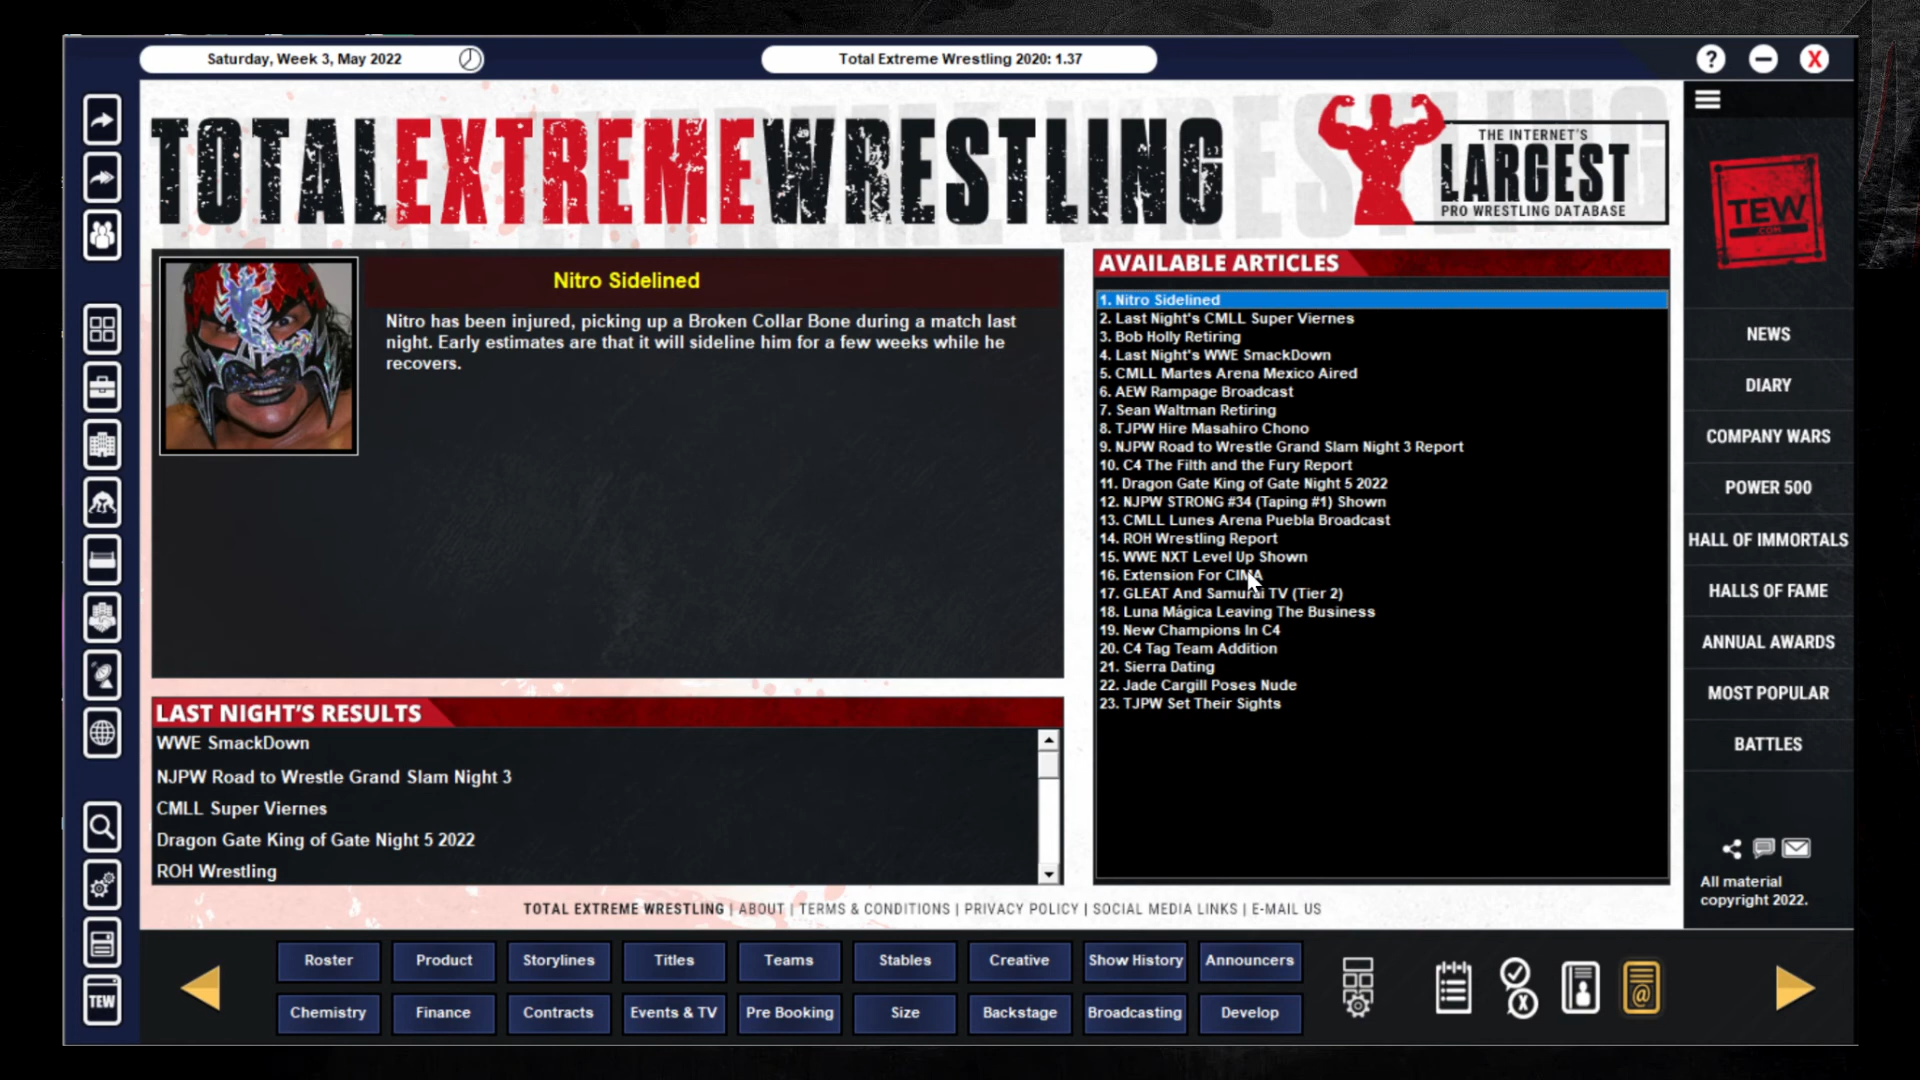 Saturday, Week 3, May 2022
Total Extreme Wrestling 2020: 1.37
?
X
TOTALEXTREMEWRESTLING
THE INTERNET'S
LARGEST
PRO WRESTLING DATABASE
TEW
.COM
Nitro Sidelined
Nitro has been injured, picking up a Broken Collar Bone during a match last
night. Early estimates are that it will sideline him for a few weeks while he
recovers.
AVAILABLE ARTICLES
1. Nitro Sidelined
2. Last Night's CMLL Super Viernes
3. Bob Holly Retiring
4. Last Night's WWE SmackDown
5. CMLL Martes Arena Mexico Aired
6. AEW Rampage Broadcast
7. Sean Waltman Retiring
8. TJPW Hire Masahiro Chono
9. NJPW Road to Wrestle Grand Slam Night 3 Report
10. C4 The Filth and the Fury Report
11. Dragon Gate King of Gate Night 5 2022
12. NJPW STRONG #34 (Taping #1) Shown
13. CMLL Lunes Arena Puebla Broadcast
14. ROH Wrestling Report
15. WWE NXT Level Up Shown
16. Extension For CIMA
17. GLEAT And Samurai TV (Tier 2)
18. Luna Mágica Leaving The Business
19. New Champions In C4
20. C4 Tag Team Addition
21. Sierra Dating
22. Jade Cargill Poses Nude
23. TJPW Set Their Sights
NEWS
DIARY
COMPANY WARS
POWER 500
HALL OF IMMORTALS
HALLS OF FAME
ANNUAL AWARDS
MOST POPULAR
BATTLES
All material
copyright 2022.
LAST NIGHT'S RESULTS
WWE SmackDown
NJPW Road to Wrestle Grand Slam Night 3
CMLL Super Viernes
Dragon Gate King of Gate Night 5 2022
ROH Wrestling
TOTAL EXTREME WRESTLING | ABOUT | TERMS & CONDITIONS | PRIVACY POLICY | SOCIAL MEDIA LINKS | E-MAIL US
TEW
Roster Product Storylines Titles Teams Stables Creative Show History Announcers
Chemistry Finance Contracts Events & TV Pre Booking Size Backstage Broadcasting Develop